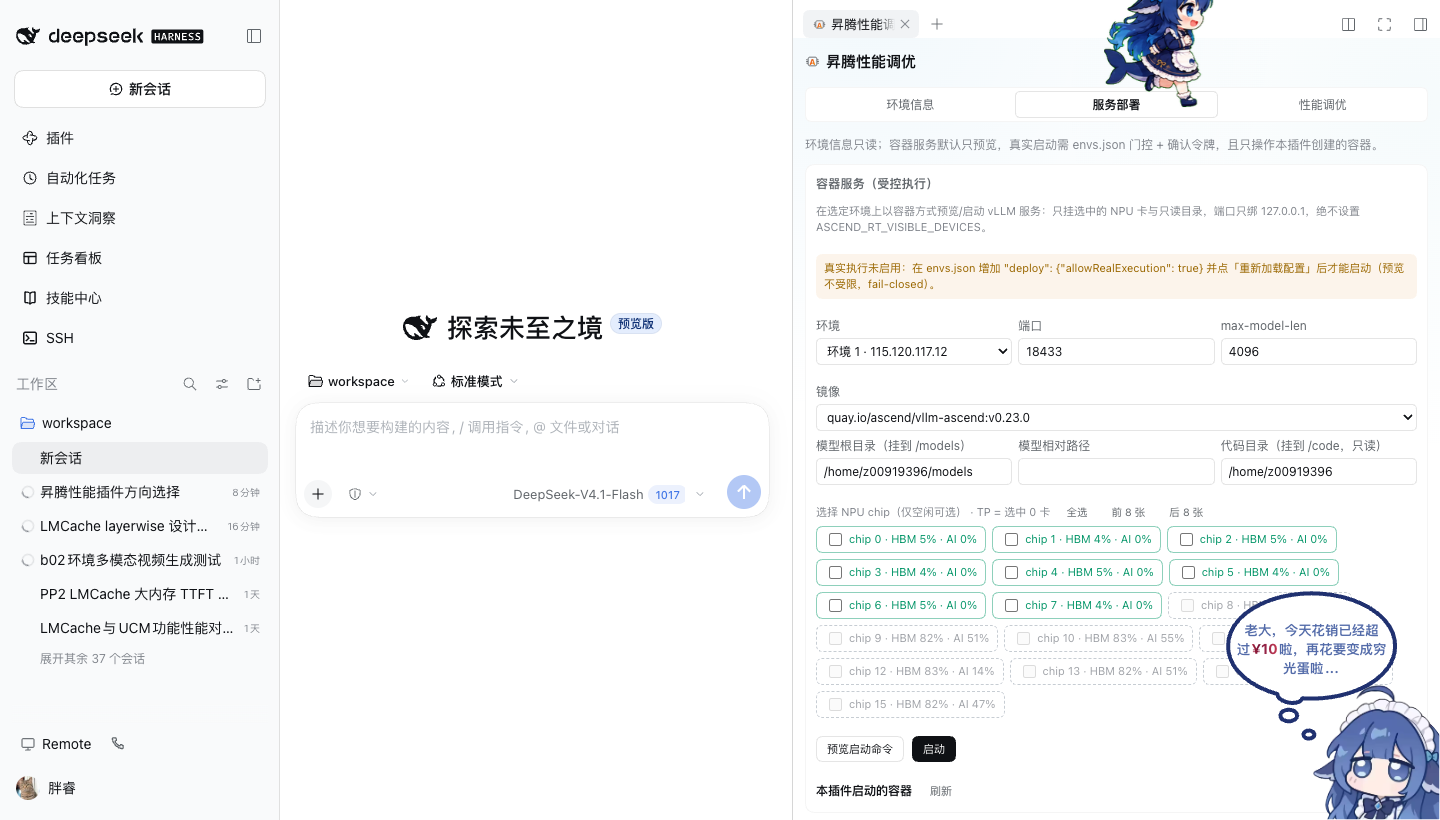 deepseek HARNESS
新会话
插件
自动化任务
上下文洞察
任务看板
技能中心
SSH
工作区
workspace
新会话
昇腾性能插件方向选择 8分钟
LMCache layerwise 设计... 16分钟
b02环境多模态视频生成测试 1小时
PP2 LMCache 大内存 TTFT ... 1天
LMCache与UCM功能性能对... 1天
展开其余 37 个会话
Remote
胖睿
探索未至之境 预览版
workspace 标准模式
描述你想要构建的内容, / 调用指令, @ 文件或对话
DeepSeek-V4.1-Flash 1017
昇腾性能调
昇腾性能调优
环境信息 服务部署 性能调优
环境信息只读；容器服务默认只预览，真实启动需 envs.json 门控 + 确认令牌，且只操作本插件创建的容器。
容器服务（受控执行）
在选定环境上以容器方式预览/启动 vLLM 服务：只挂选中的 NPU 卡与只读目录，端口只绑 127.0.0.1，绝不设置
ASCEND_RT_VISIBLE_DEVICES。
真实执行未启用：在 envs.json 增加 "deploy": {"allowRealExecution": true} 并点「重新加载配置」后才能启动（预览
不受限，fail-closed）。
环境 端口 max-model-len
环境 1 · 115.120.117.12 18433 4096
镜像
quay.io/ascend/vllm-ascend:v0.23.0
模型根目录（挂到 /models） 模型相对路径 代码目录（挂到 /code，只读）
/home/z00919396/models /home/z00919396
选择 NPU chip（仅空闲可选） · TP = 选中 0 卡 全选 前 8 张 后 8 张
chip 0 · HBM 5% · AI 0% chip 1 · HBM 4% · AI 0% chip 2 · HBM 5% · AI 0%
chip 3 · HBM 4% · AI 0% chip 4 · HBM 5% · AI 0% chip 5 · HBM 4% · AI 0%
chip 6 · HBM 5% · AI 0% chip 7 · HBM 4% · AI 0% chip 8 · H
chip 9 · HBM 82% · AI 51% chip 10 · HBM 83% · AI 55%
chip 12 · HBM 83% · AI 14% chip 13 · HBM 82% · AI 51%
chip 15 · HBM 82% · AI 47%
老大，今天花销已经超
过¥10啦，再花要变成穷
光蛋啦...
预览启动命令 启动
本插件启动的容器 刷新